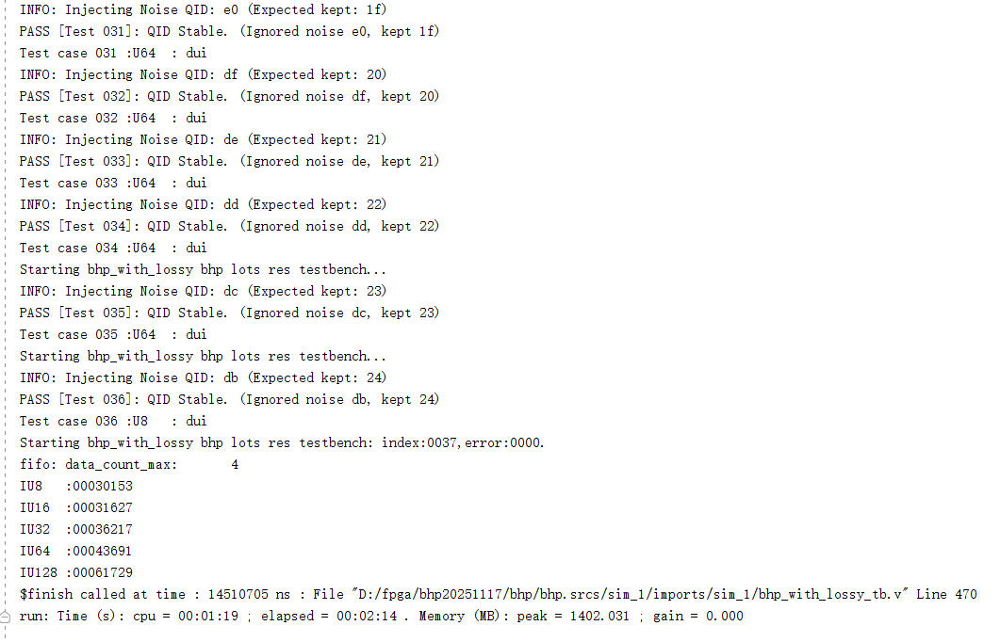 INFO: Injecting Noise QID: e0 (Expected kept: 1f)
PASS [Test 031]: QID Stable. (Ignored noise e0, kept 1f)
Test case 031 :U64  : dui
INFO: Injecting Noise QID: df (Expected kept: 20)
PASS [Test 032]: QID Stable. (Ignored noise df, kept 20)
Test case 032 :U64  : dui
INFO: Injecting Noise QID: de (Expected kept: 21)
PASS [Test 033]: QID Stable. (Ignored noise de, kept 21)
Test case 033 :U64  : dui
INFO: Injecting Noise QID: dd (Expected kept: 22)
PASS [Test 034]: QID Stable. (Ignored noise dd, kept 22)
Test case 034 :U64  : dui
Starting bhp_with_lossy bhp lots res testbench...
INFO: Injecting Noise QID: dc (Expected kept: 23)
PASS [Test 035]: QID Stable. (Ignored noise dc, kept 23)
Test case 035 :U64  : dui
Starting bhp_with_lossy bhp lots res testbench...
INFO: Injecting Noise QID: db (Expected kept: 24)
PASS [Test 036]: QID Stable. (Ignored noise db, kept 24)
Test case 036 :U8   : dui
Starting bhp_with_lossy bhp lots res testbench: index:0037,error:0000.
fifo: data_count_max:       4
IU8   :00030153
IU16  :00031627
IU32  :00036217
IU64  :00043691
IU128 :00061729
$finish called at time : 14510705 ns : File "D:/fpga/bhp20251117/bhp/bhp.srcs/sim_1/imports/sim_1/bhp_with_lossy_tb.v" Line 470
run: Time (s): cpu = 00:01:19 ; elapsed = 00:02:14 . Memory (MB): peak = 1402.031 ; gain = 0.000